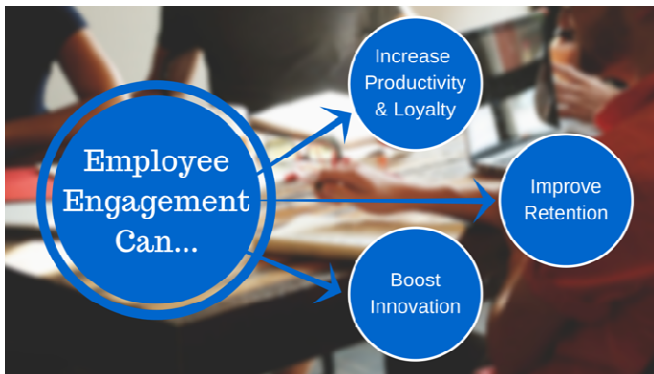 Employee
Engagement
Can...
Increase
Productivity
& Loyalty
Improve
Retention
Boost
Innovation